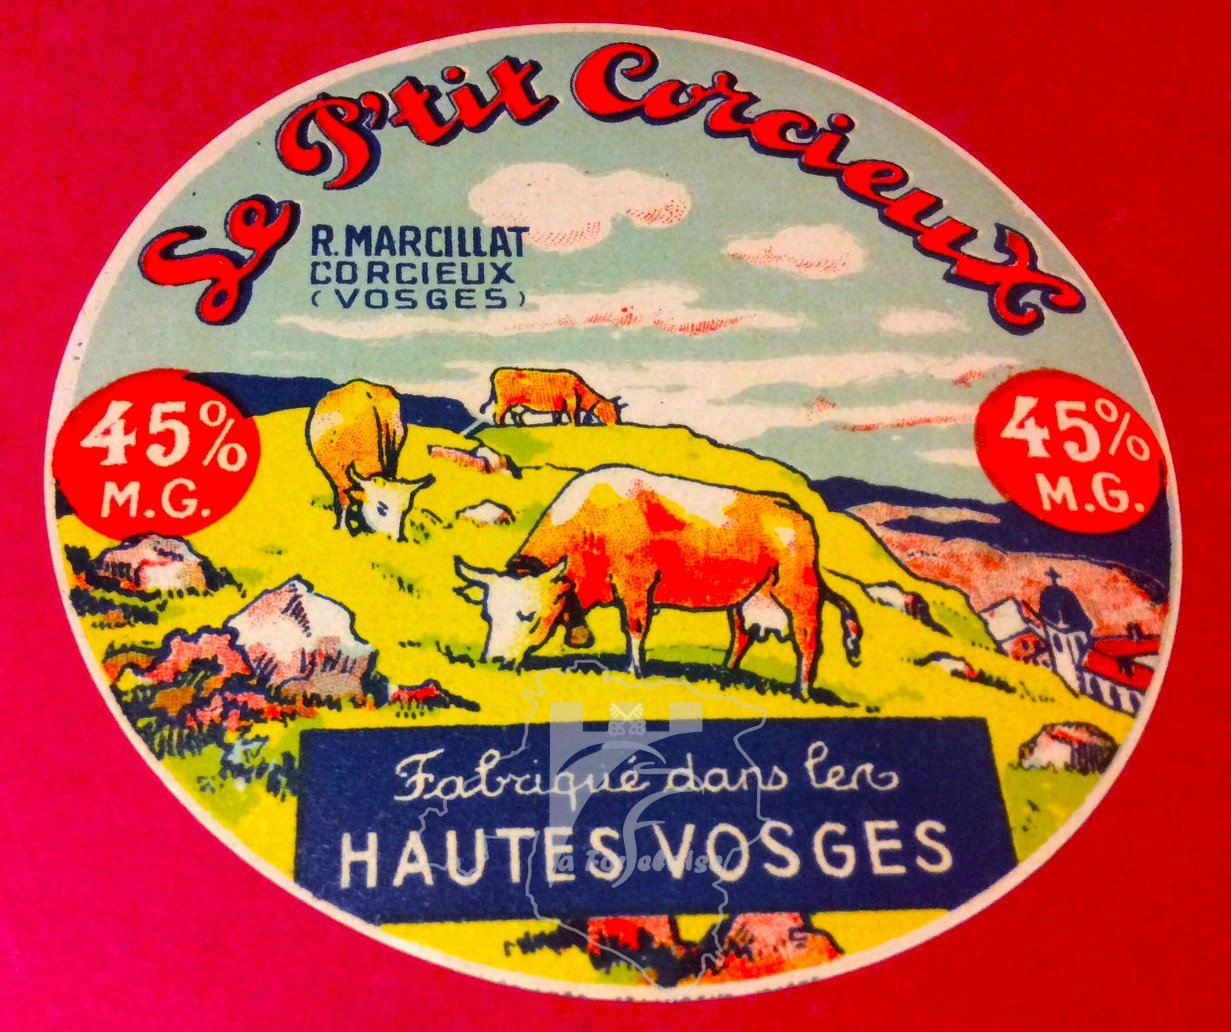 Le P'tit Corcieux
R. MARCILLAT
CORCIEUX
(VOSGES)
45%
M.G.
45%
M.G.
Fabriqué dans les
HAUTES VOSGES